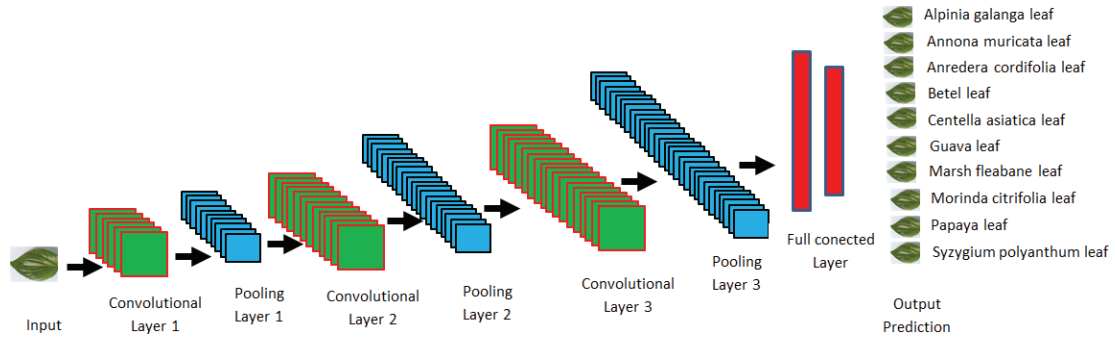 Alpinia galanga leaf
Annona muricata leaf
Anredera cordifolia leaf
Betel leaf
Centella asiatica leaf
Guava leaf
Marsh fleabane leaf
Morinda citrifolia leaf
Papaya leaf
Syzygium polyanthum leaf
Input
Convolutional
Layer 1
Pooling
Layer 1
Convolutional
Layer 2
Pooling
Layer 2
Convolutional
Layer 3
Pooling
Layer 3
Full conected
Layer
Output
Prediction